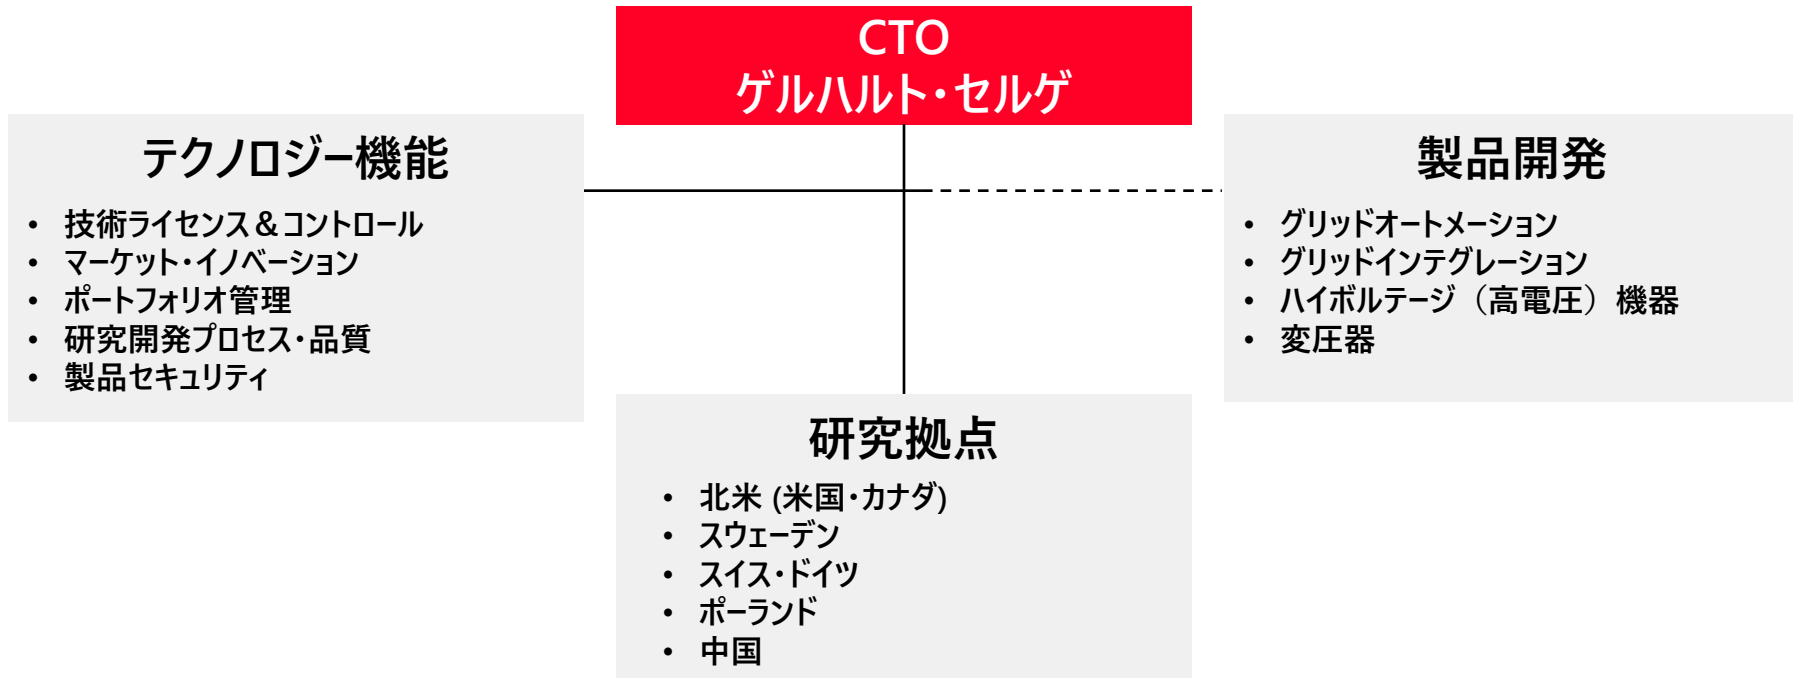 CTO
ゲルハルト・セルゲ
テクノロジー機能
• 技術ライセンス＆コントロール
• マーケット・イノベーション
• ポートフォリオ管理
• 研究開発プロセス・品質
• 製品セキュリティ
製品開発
• グリッドオートメーション
• グリッドインテグレーション
• ハイボルテージ（高電圧）機器
• 変圧器
研究拠点
• 北米 (米国・カナダ)
• スウェーデン
• スイス・ドイツ
• ポーランド
• 中国